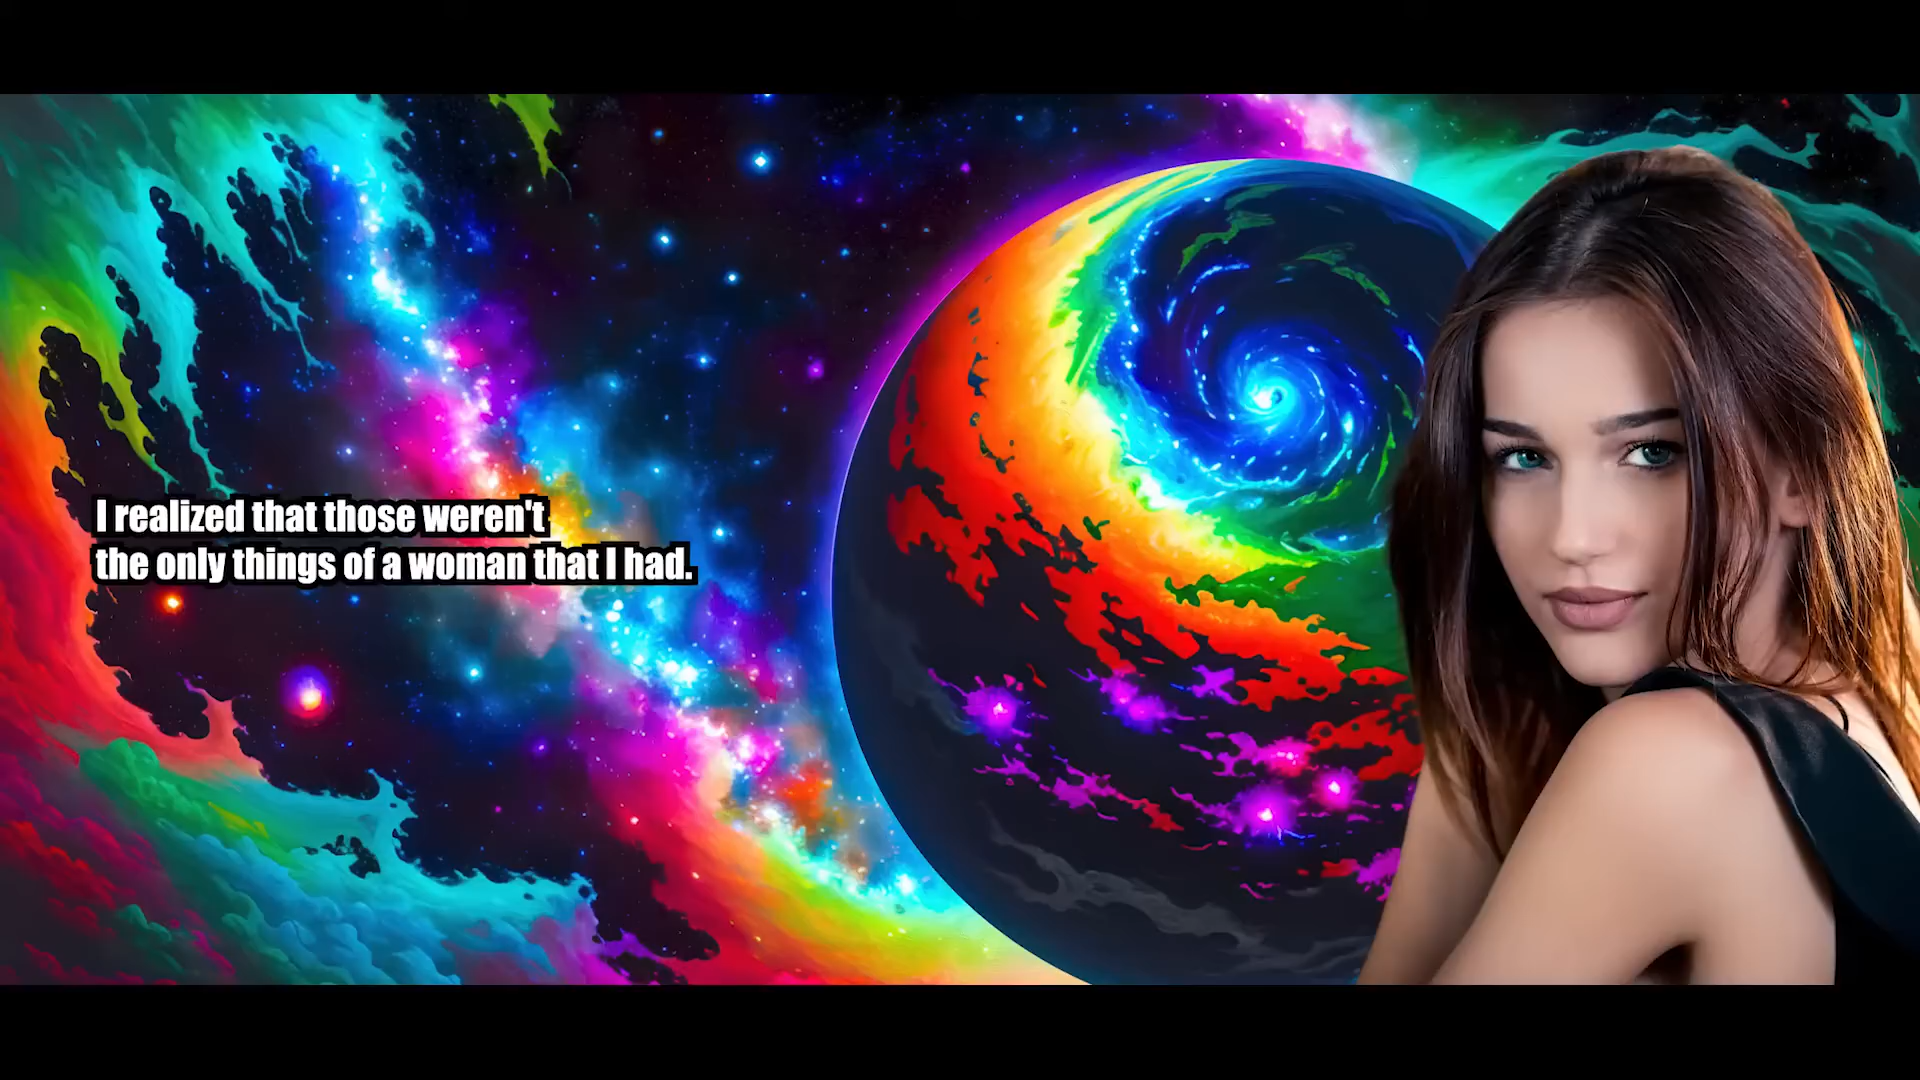 I realized that those weren't
the only things of a woman that I had.